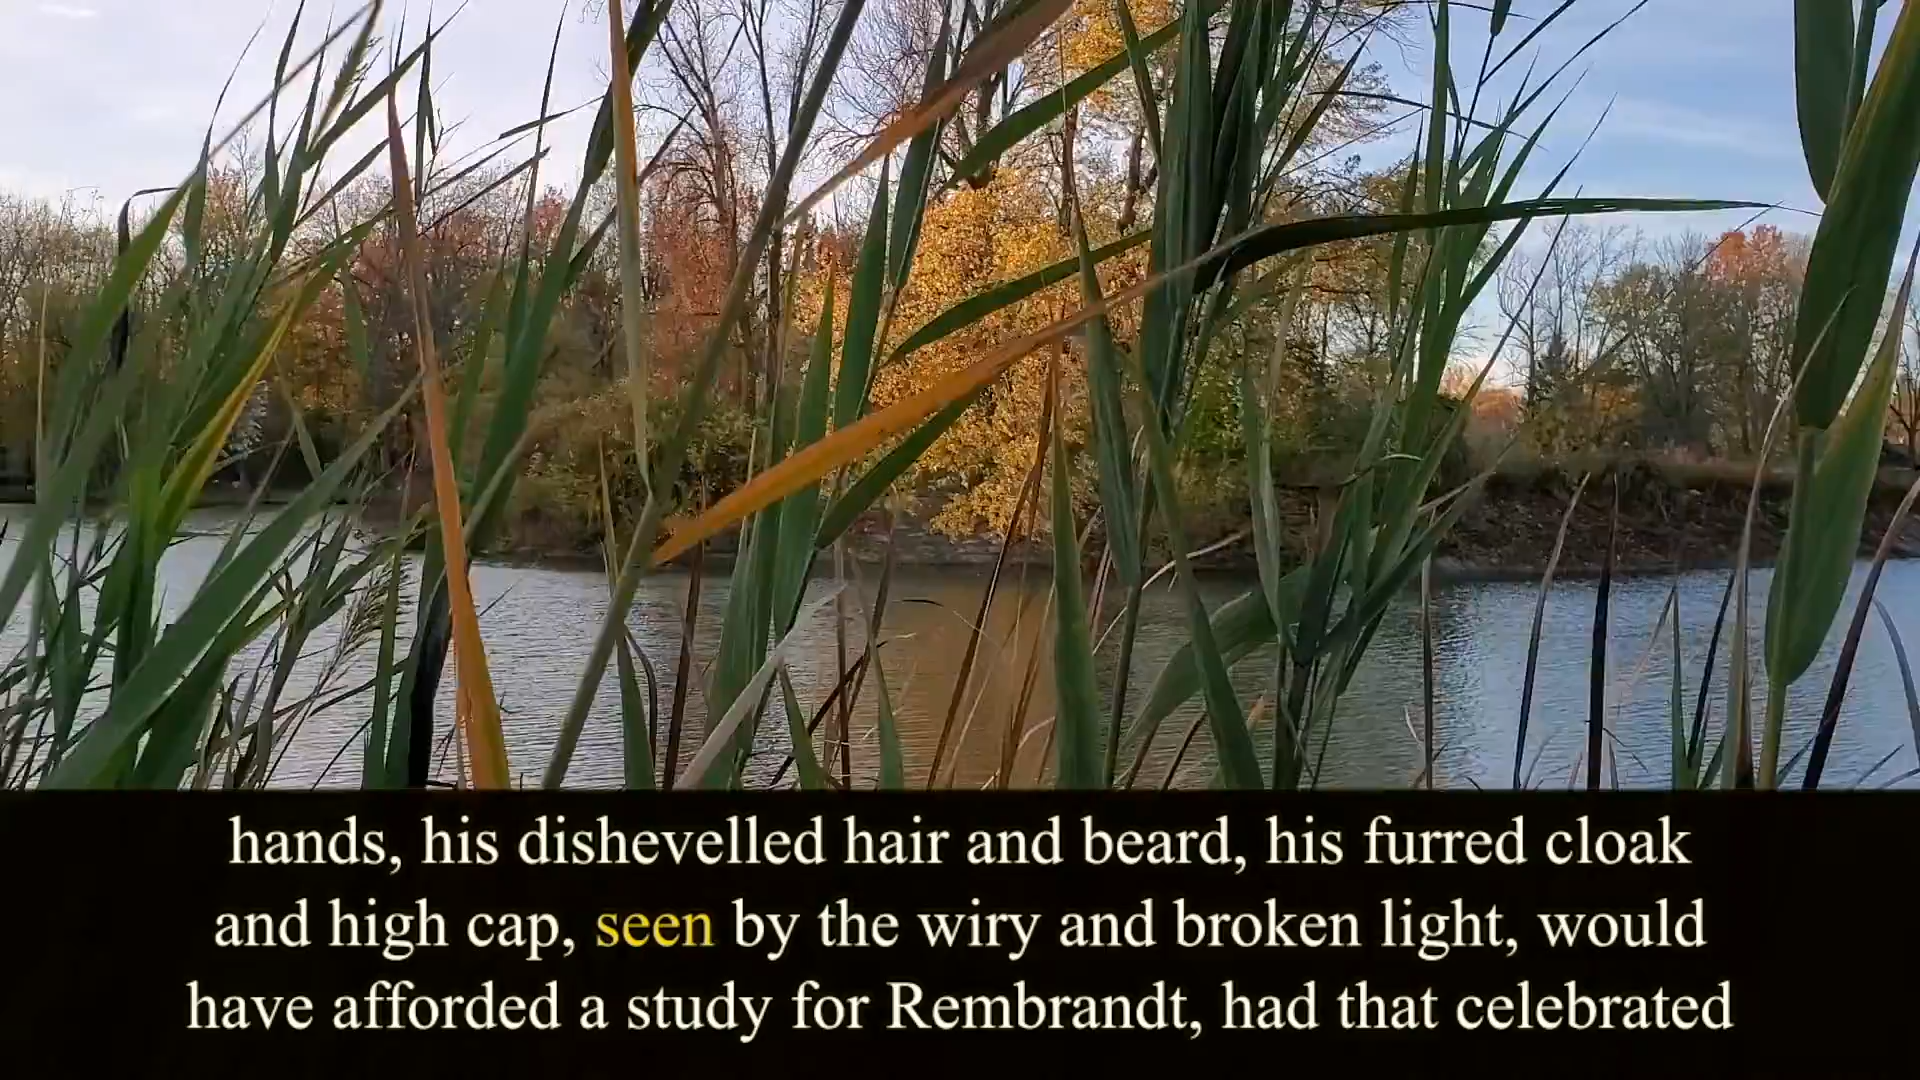 hands, his dishevelled hair and beard, his furred cloak
and high cap, seen by the wiry and broken light, would
have afforded a study for Rembrandt, had that celebrated